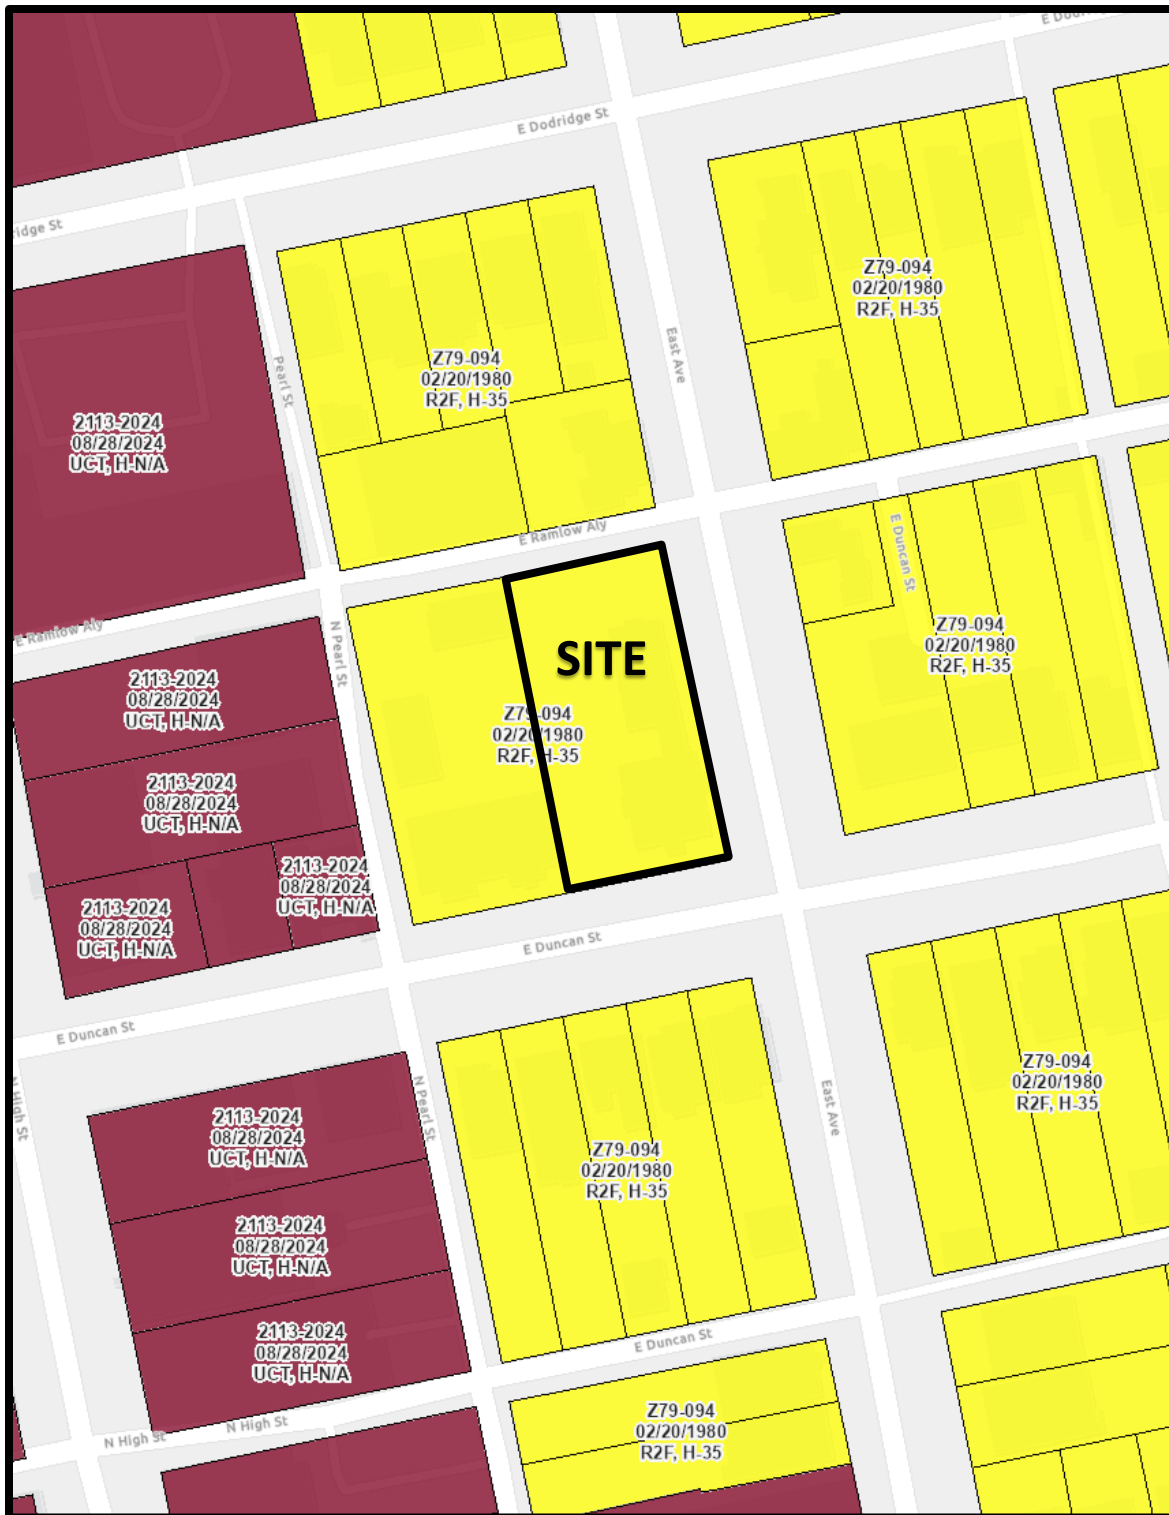 E Dodridge St
ridge St
Z79-094
02/20/1980
R2F, H-35
Pearl St
East Ave
Z79-094
02/20/1980
R2F, H-35
2113-2024
08/28/2024
UCT, H-N/A
E Ramlow Aly
E Duncan St
E Ramlow Aly
N Pearl St
SITE
Z79-094
02/20/1980
R2F, H-35
2113-2024
08/28/2024
UCT, H-N/A
Z79-094
02/20/1980
R2F, H-35
2113-2024
08/28/2024
UCT, H-N/A
2113-2024
08/28/2024
UCT, H-N/A
2113-2024
08/28/2024
UCT, H-N/A
E Duncan St
E Duncan St
N High St
N Pearl St
East Ave
Z79-094
02/20/1980
R2F, H-35
2113-2024
08/28/2024
UCT, H-N/A
Z79-094
02/20/1980
R2F, H-35
2113-2024
08/28/2024
UCT, H-N/A
2113-2024
08/28/2024
UCT, H-N/A
E Duncan St
N High St
N High St
Z79-094
02/20/1980
R2F, H-35